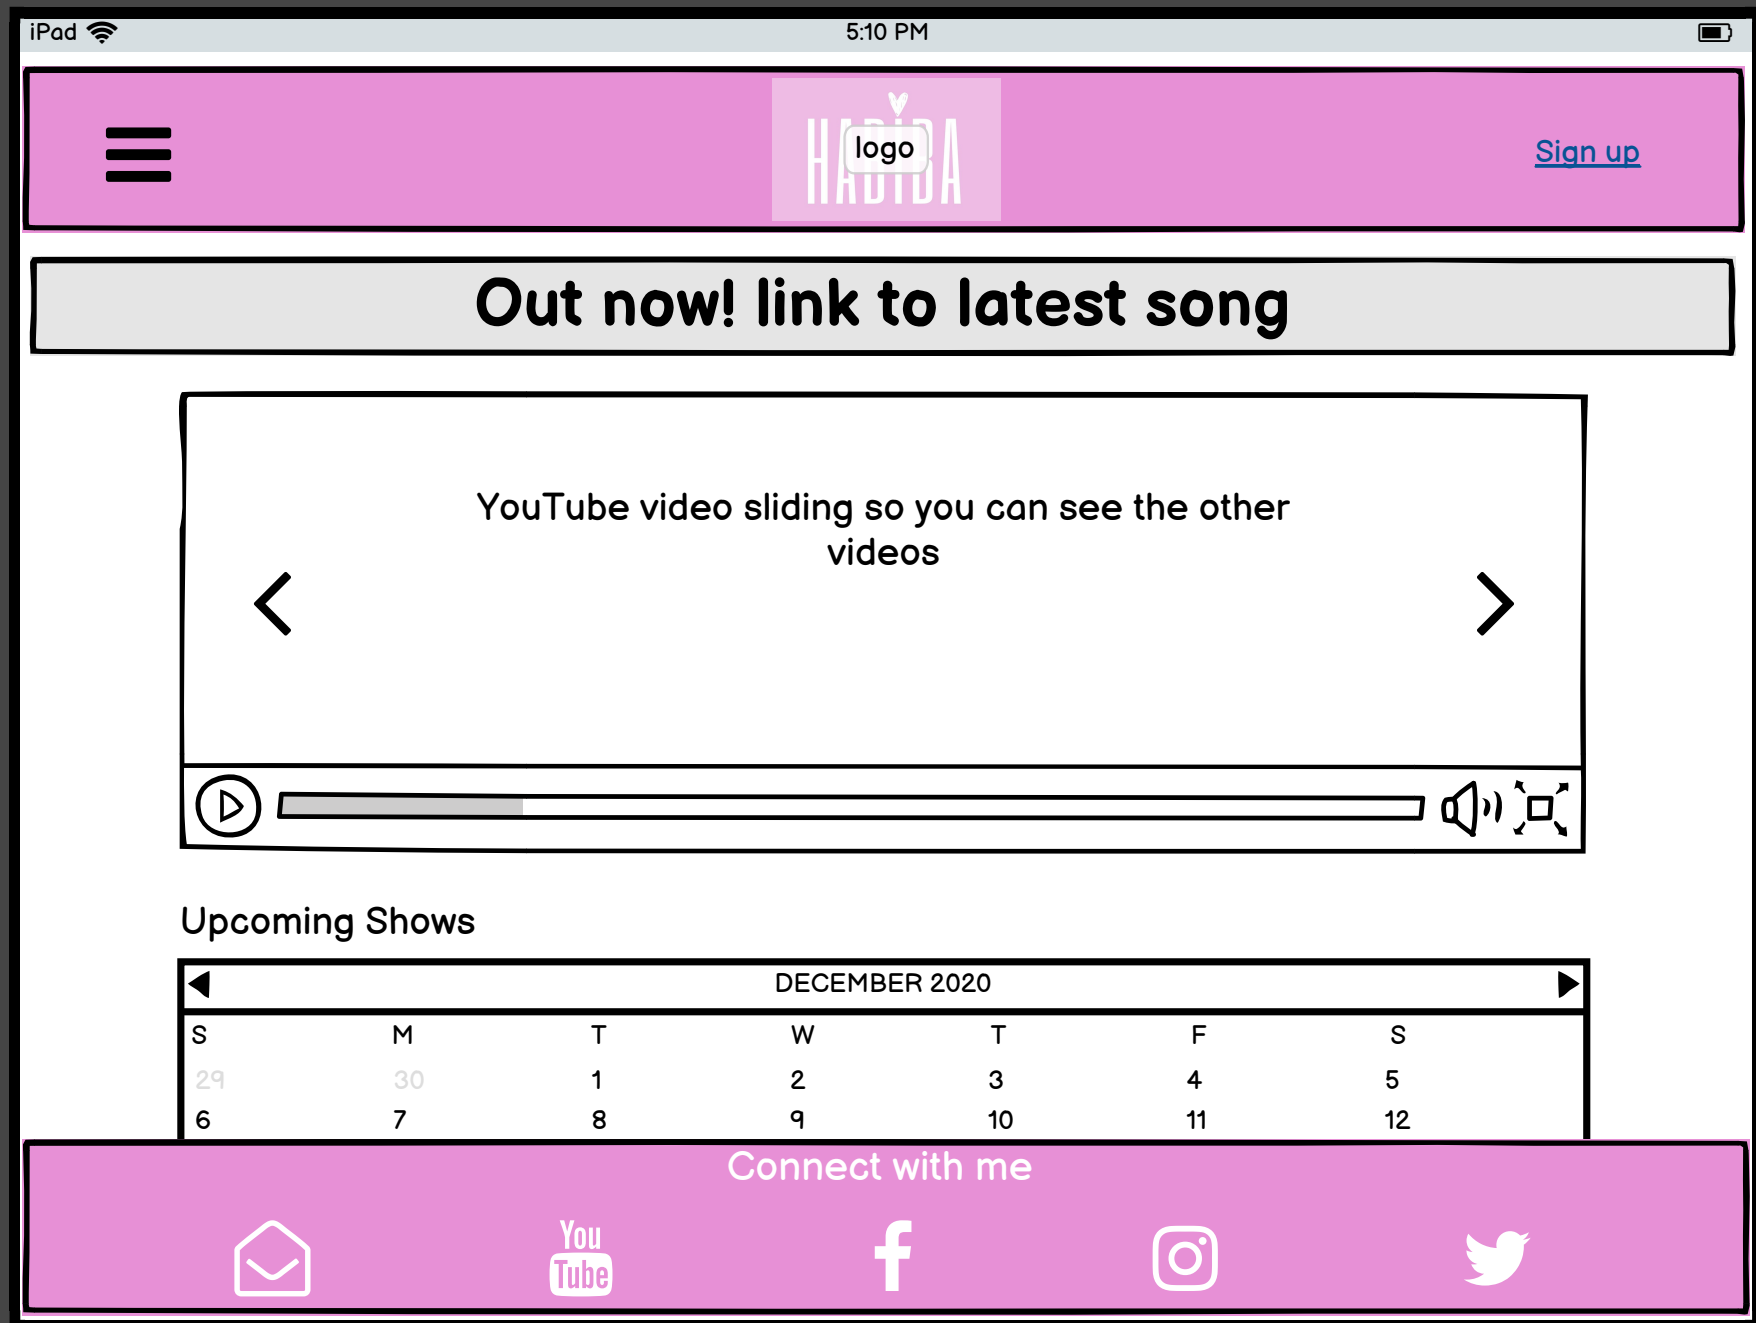 iPad 5:10 PM
HABIBA
logo
Sign up
Out now! link to latest song
YouTube video sliding so you can see the other
videos
Upcoming Shows
DECEMBER 2020
S M T W T F S
29 30 1 2 3 4 5
6 7 8 9 10 11 12
Connect with me
You
Tube